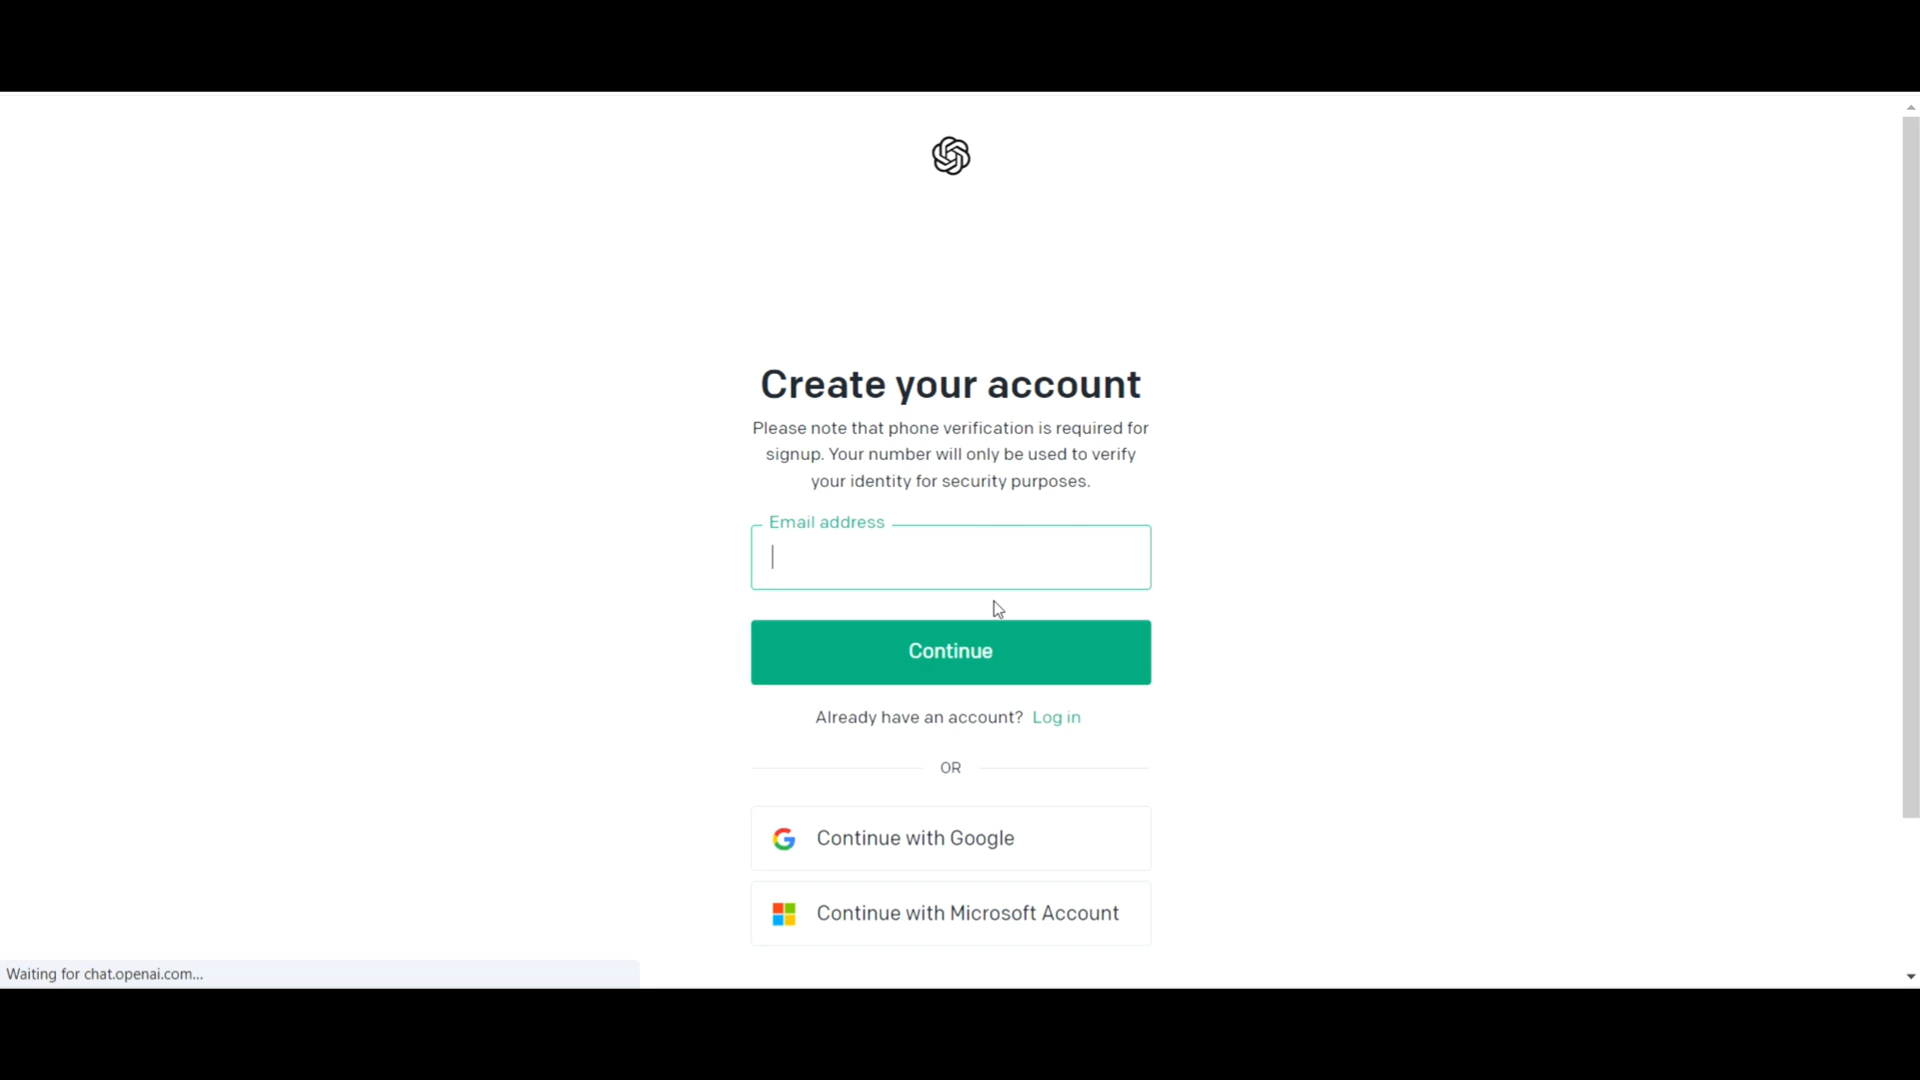 Create your account
Please note that phone verification is required for
signup. Your number will only be used to verify
your identity for security purposes.
Email address
Continue
Already have an account? Log in
OR
Continue with Google
Continue with Microsoft Account
Waiting for chat.openai.com...